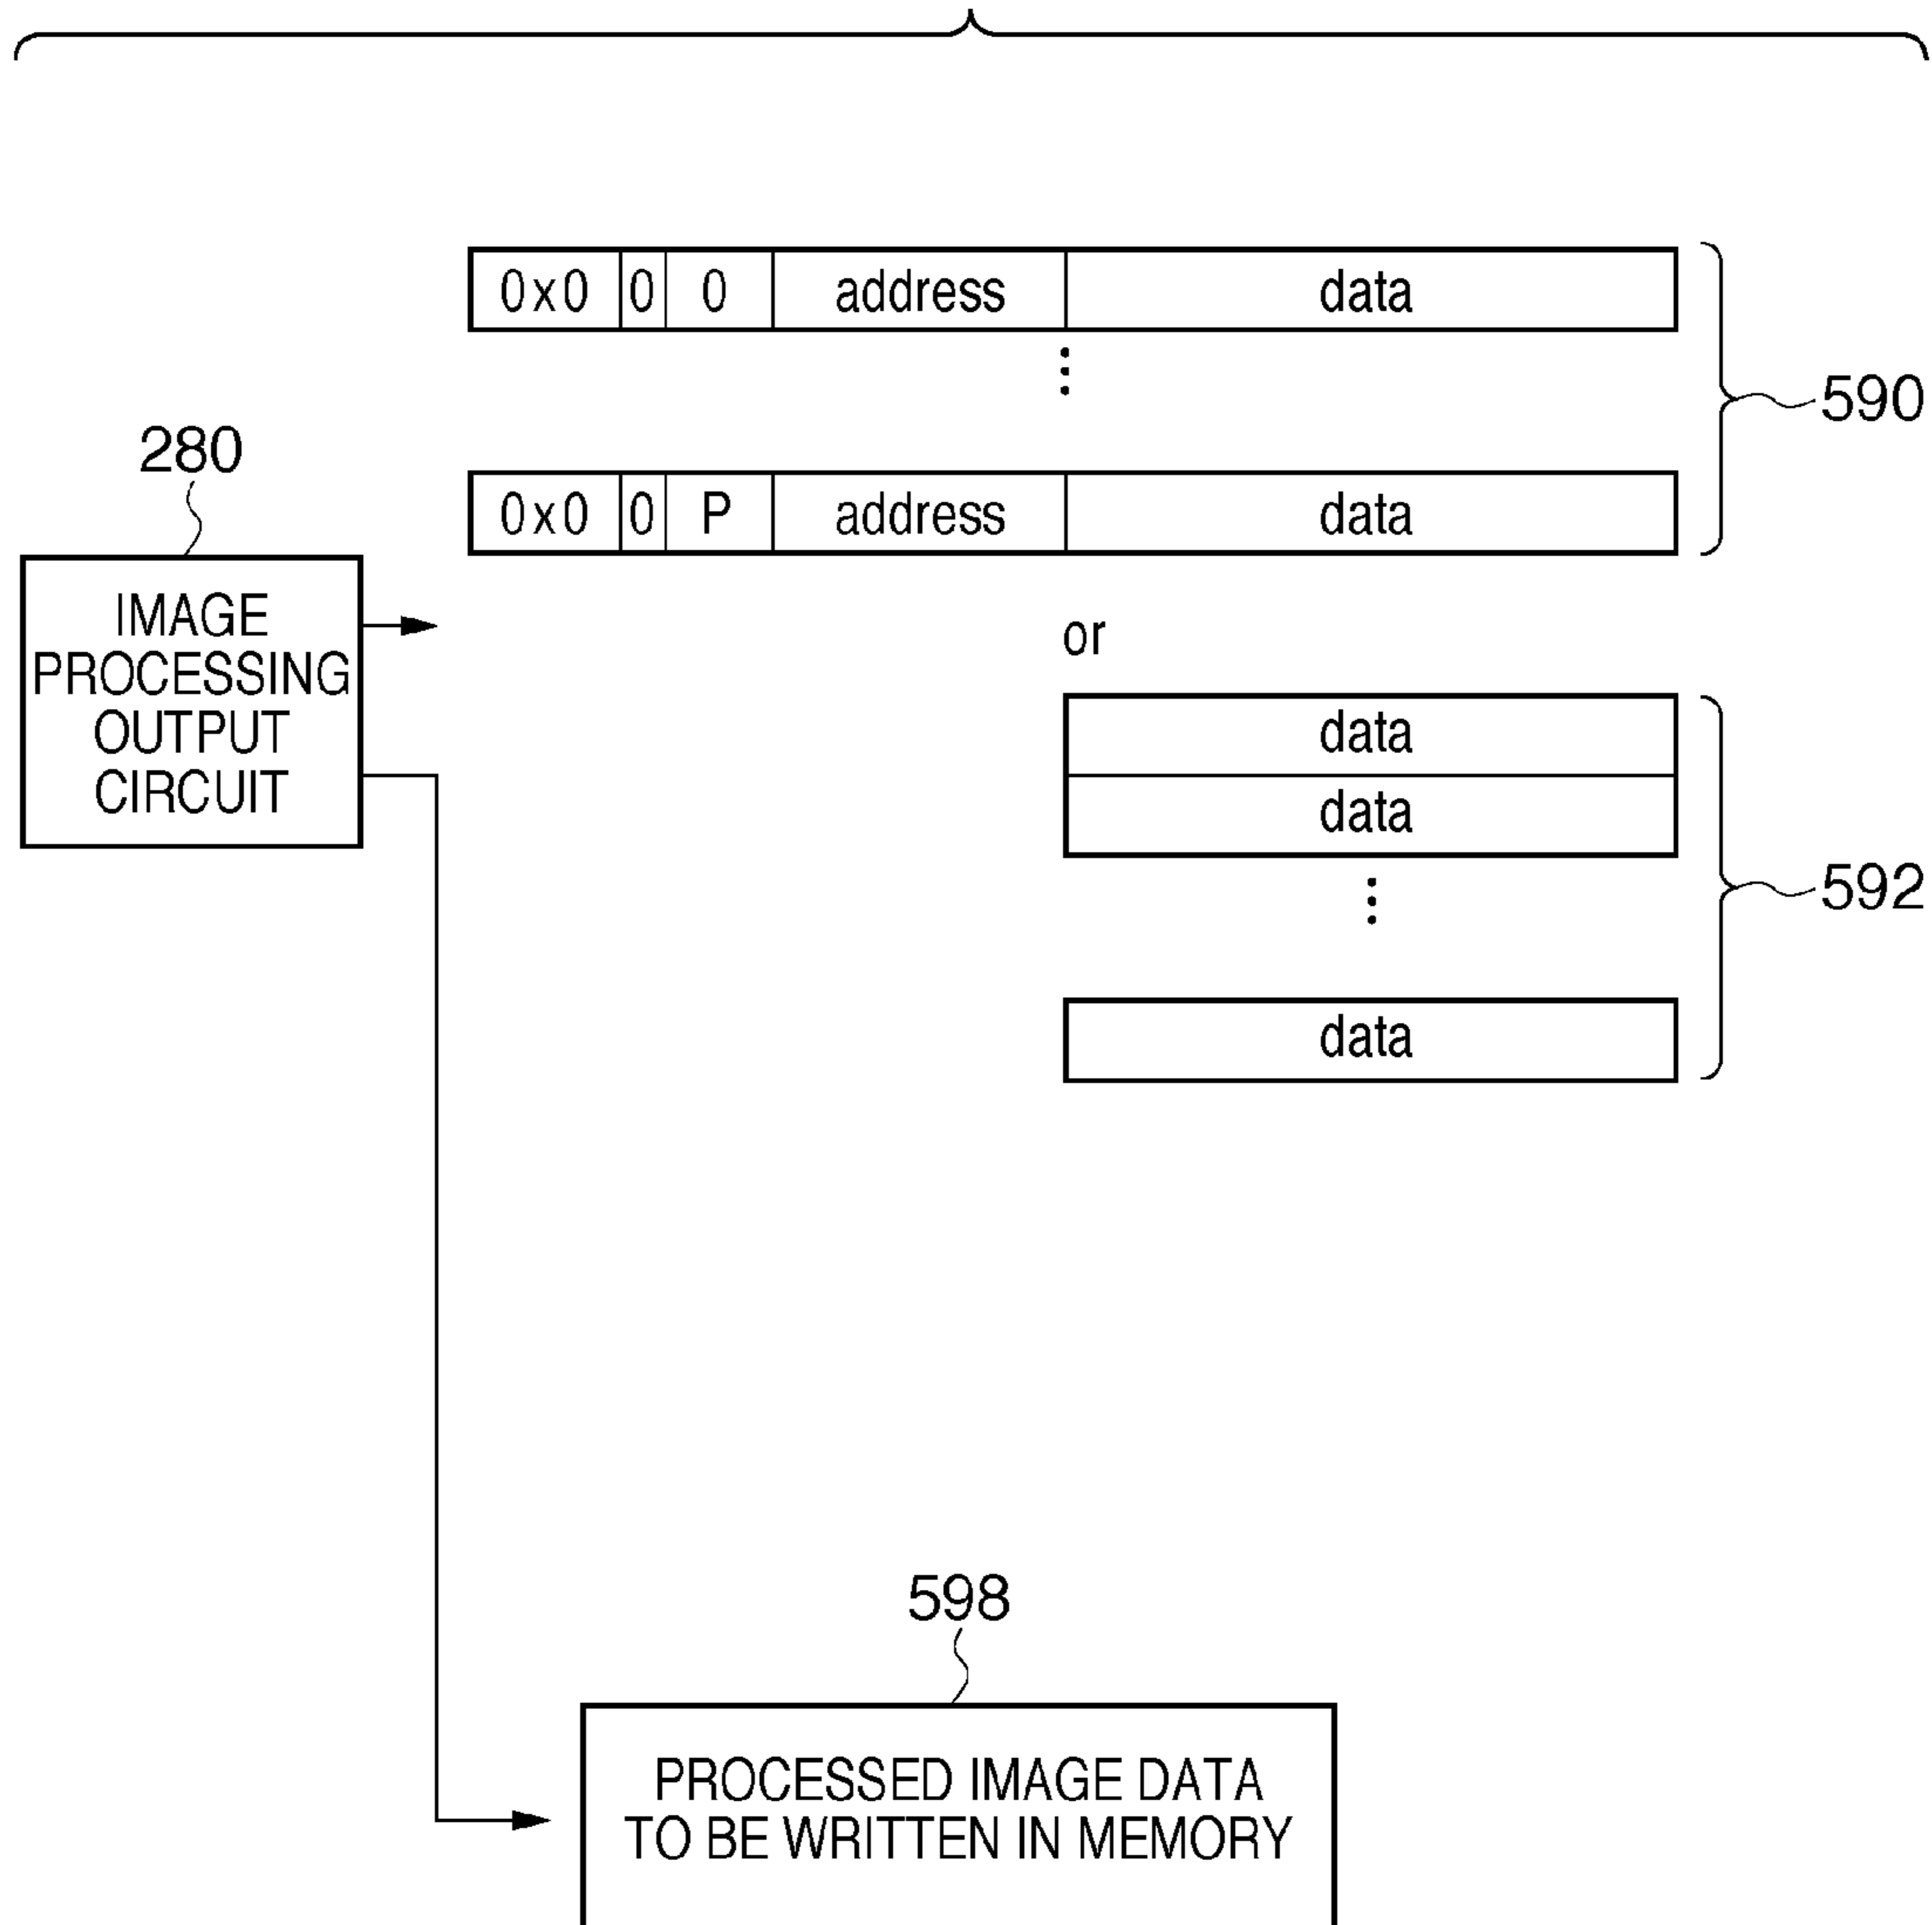 0x0 0 0 address data
590
280
0x0 0 P address data
IMAGE
PROCESSING
OUTPUT
CIRCUIT
or
data
data
592
data
598
PROCESSED IMAGE DATA
TO BE WRITTEN IN MEMORY